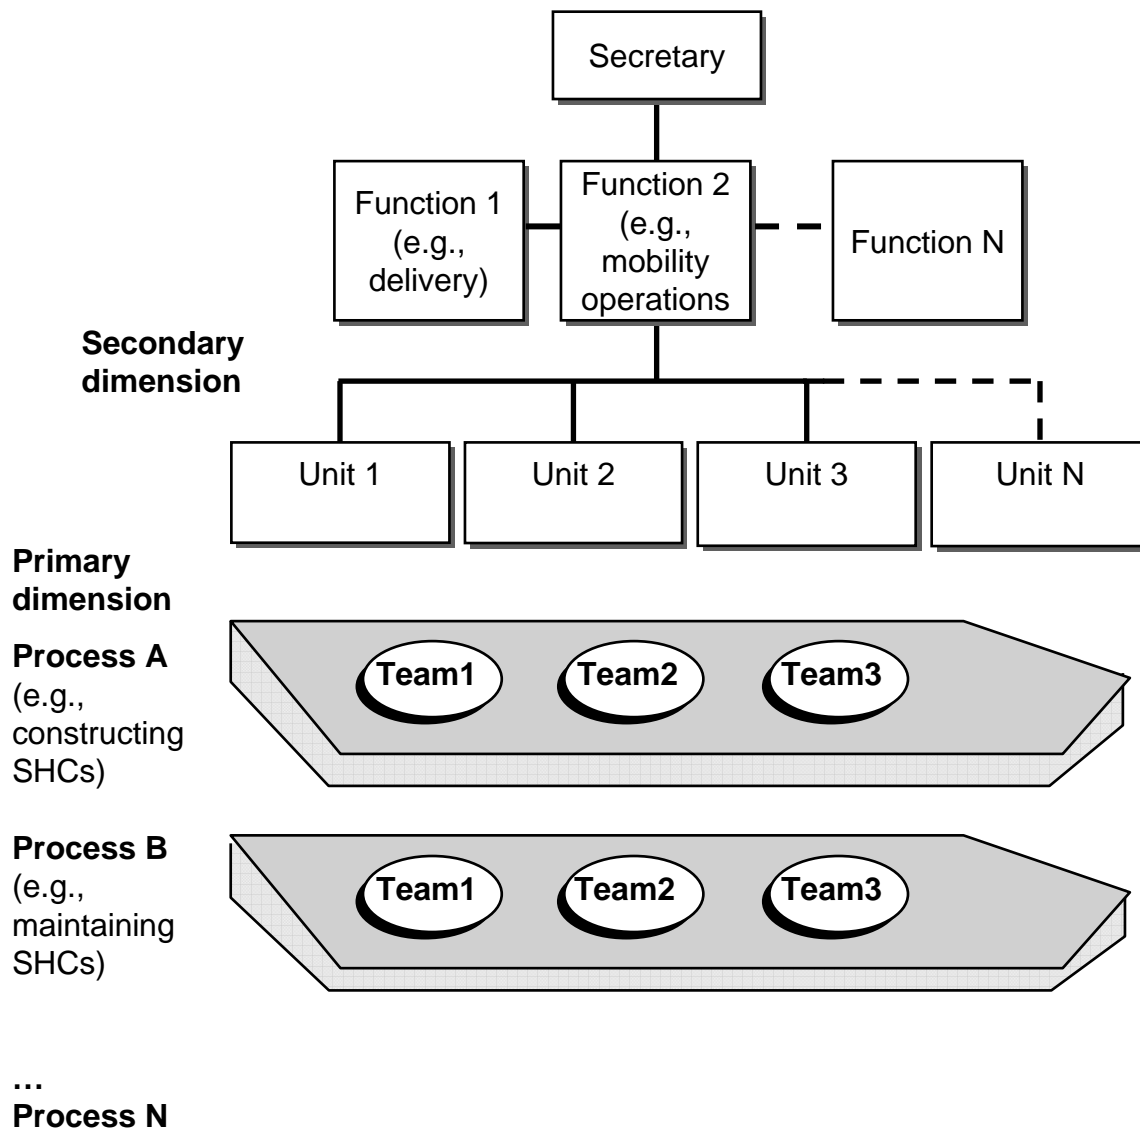 Secretary
Function 1
(e.g.,
delivery)
Function 2
(e.g.,
mobility
operations
Function N
Secondary
dimension
Unit 1
Unit 2
Unit 3
Unit N
Primary
dimension
Process A
(e.g.,
constructing
SHCs)
Team1
Team2
Team3
Process B
(e.g.,
maintaining
SHCs)
Team1
Team2
Team3
...
Process N